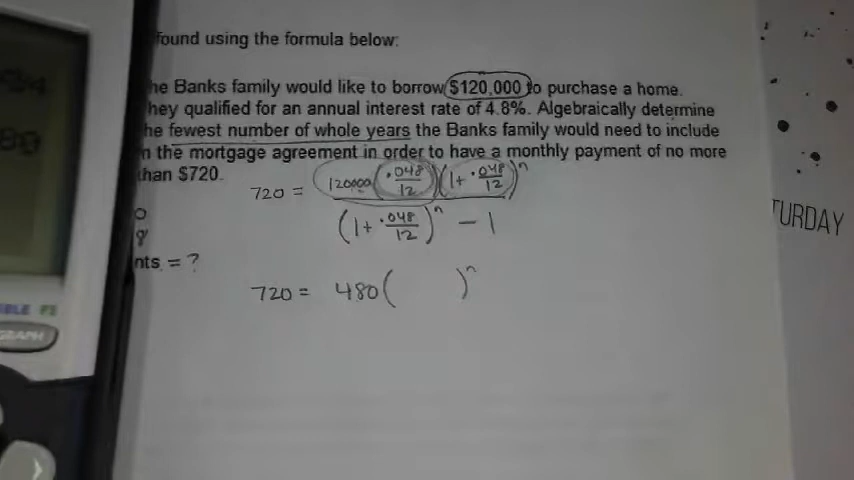 found using the formula below:
he Banks family would like to borrow $120,000 to purchase a home.
hey qualified for an annual interest rate of 4.8%. Algebraically determine
he fewest number of whole years the Banks family would need to include
n the mortgage agreement in order to have a monthly payment of no more
than $720.
720 = 120000(.048/12)(1+.048/12)^n
(1+.048/12)^n - 1
nts = ?
720 = 480( )^n
TURDAY
GRAPH